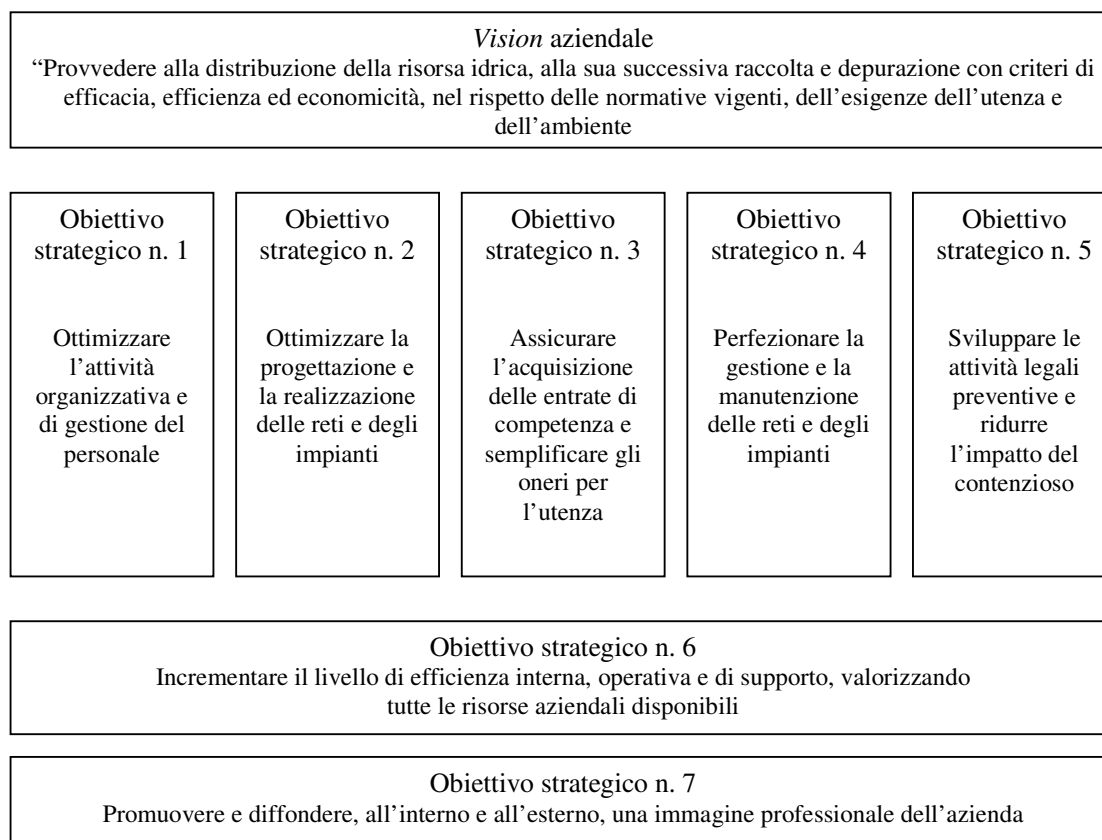 Vision aziendale
“Provvedere alla distribuzione della risorsa idrica, alla sua successiva raccolta e depurazione con criteri di
efficacia, efficienza ed economicità, nel rispetto delle normative vigenti, dell’esigenze dell’utenza e
dell’ambiente
Obiettivo
strategico n. 1
Ottimizzare
l’attività
organizzativa e
di gestione del
personale
Obiettivo
strategico n. 2
Ottimizzare la
progettazione e
la realizzazione
delle reti e degli
impianti
Obiettivo
strategico n. 3
Assicurare
l’acquisizione
delle entrate di
competenza e
semplificare gli
oneri per
l’utenza
Obiettivo
strategico n. 4
Perfezionare la
gestione e la
manutenzione
delle reti e degli
impianti
Obiettivo
strategico n. 5
Sviluppare le
attività legali
preventive e
ridurre
l’impatto del
contenzioso
Obiettivo strategico n. 6
Incrementare il livello di efficienza interna, operativa e di supporto, valorizzando
tutte le risorse aziendali disponibili
Obiettivo strategico n. 7
Promuovere e diffondere, all’interno e all’esterno, una immagine professionale dell’azienda